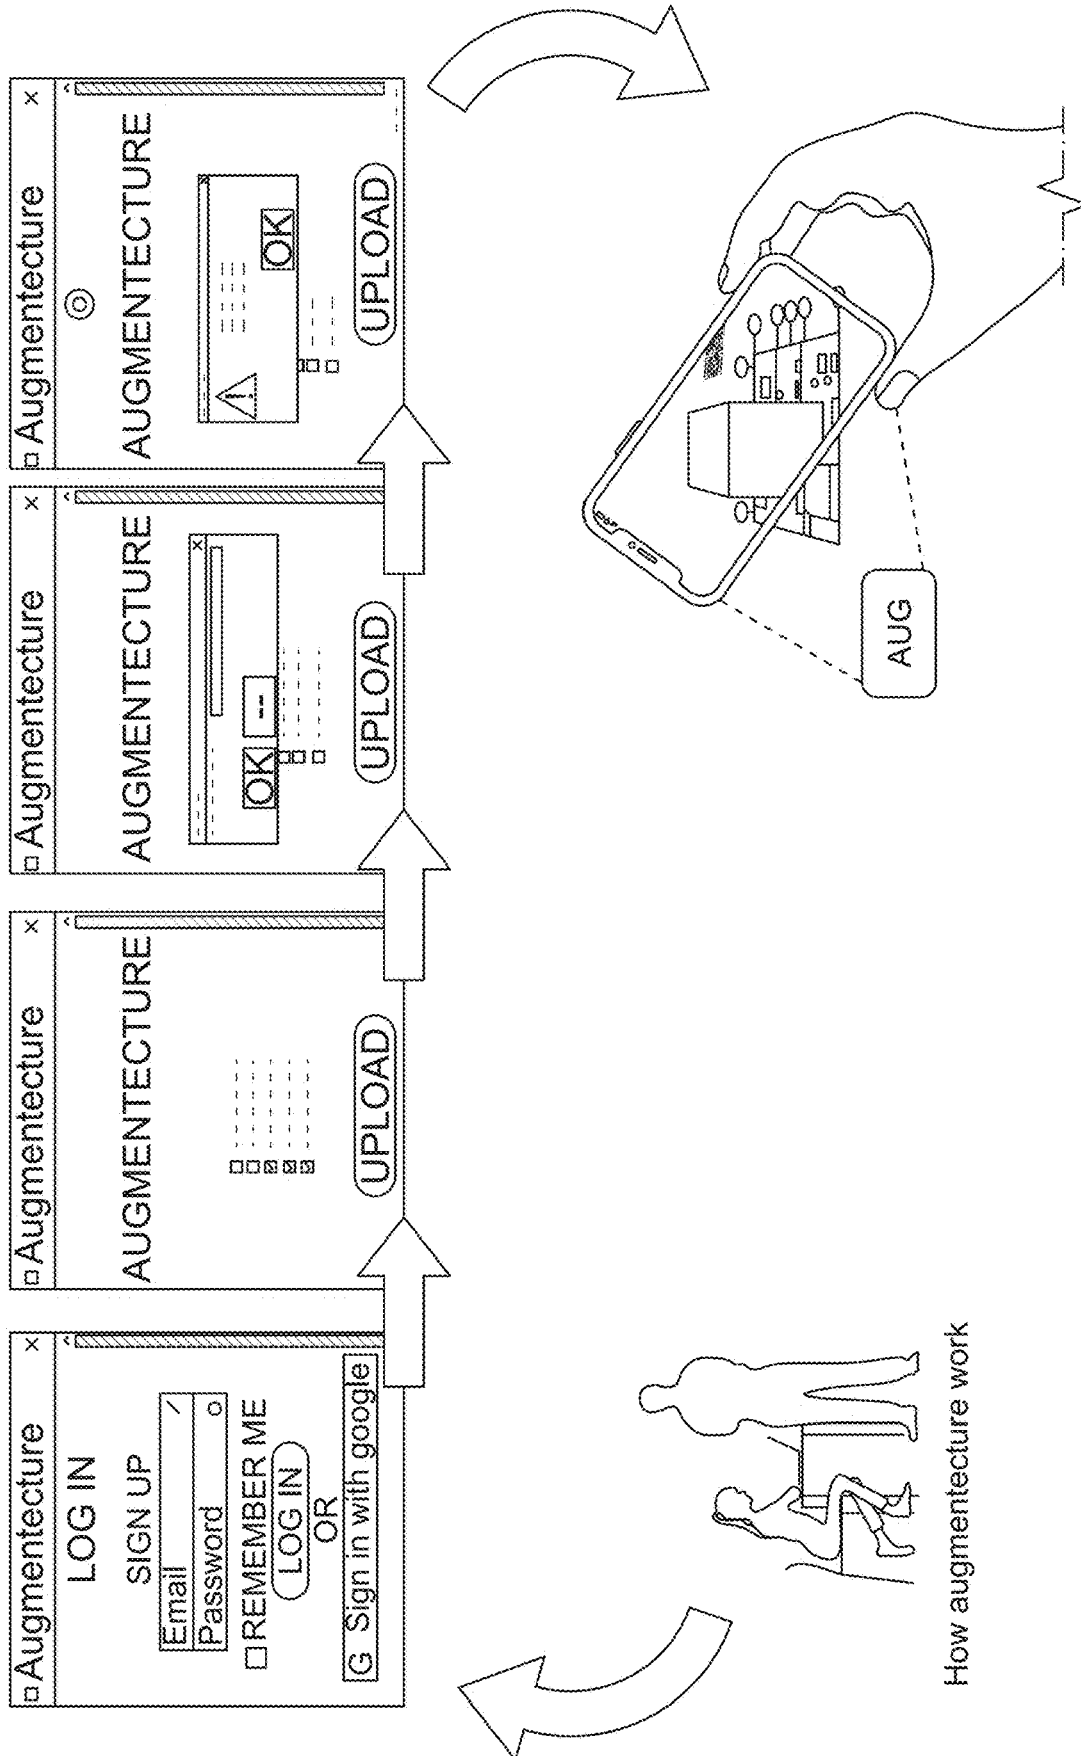 Augmentecture ×
LOG IN
SIGN UP
Email
Password
REMEMBER ME
LOG IN
OR
G Sign in with google
Augmentecture ×
AUGMENTECTURE
UPLOAD
Augmentecture ×
AUGMENTECTURE
OK --
UPLOAD
Augmentecture ×
AUGMENTECTURE
!
OK
UPLOAD
AUG
How augmentecture work